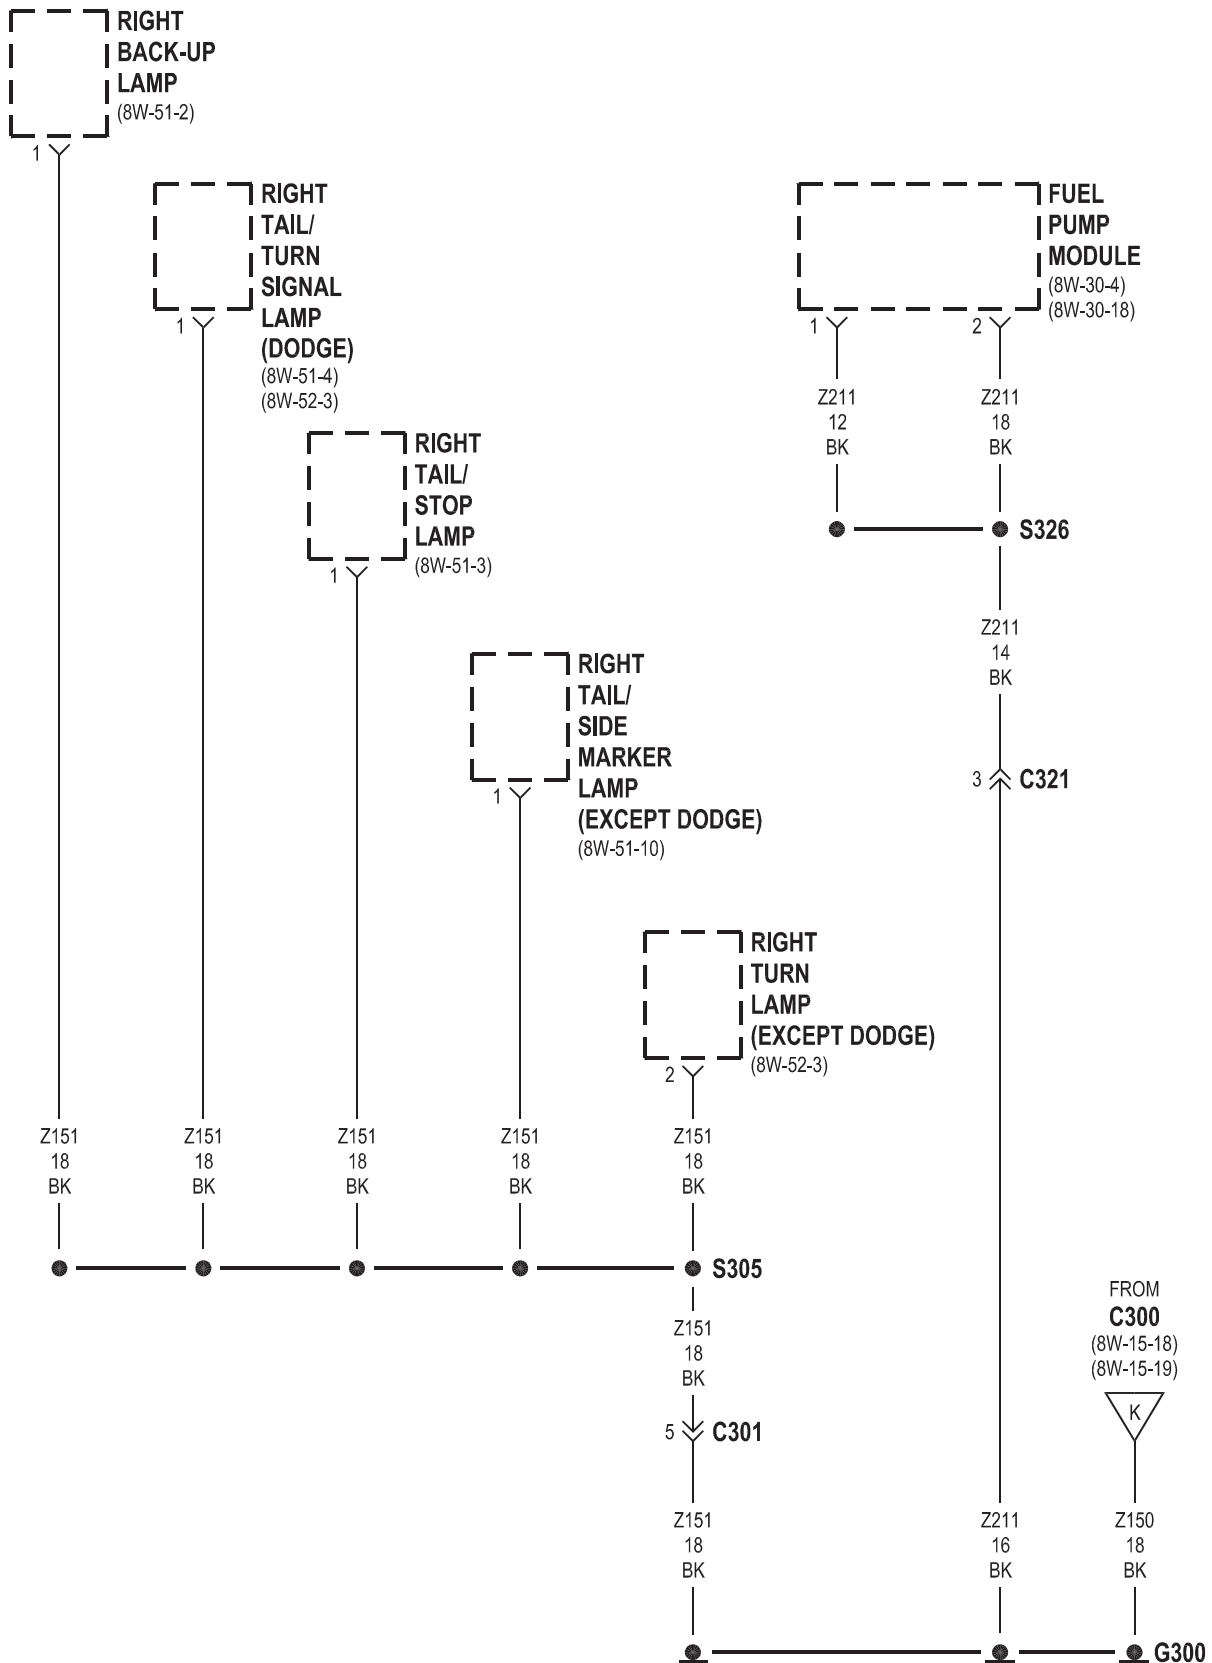 RIGHT
BACK-UP
LAMP
(8W-51-2)
1
RIGHT
TAIL/
TURN
SIGNAL
LAMP
(DODGE)
(8W-51-4)
(8W-52-3)
1
FUEL
PUMP
MODULE
(8W-30-4)
(8W-30-18)
1
2
Z211
12
BK
Z211
18
BK
RIGHT
TAIL/
STOP
LAMP
(8W-51-3)
1
S326
Z211
14
BK
RIGHT
TAIL/
SIDE
MARKER
LAMP
(EXCEPT DODGE)
(8W-51-10)
1
3
C321
RIGHT
TURN
LAMP
(EXCEPT DODGE)
(8W-52-3)
2
Z151
18
BK
Z151
18
BK
Z151
18
BK
Z151
18
BK
Z151
18
BK
S305
Z151
18
BK
FROM
C300
(8W-15-18)
(8W-15-19)
K
5
C301
Z151
18
BK
Z211
16
BK
Z150
18
BK
G300